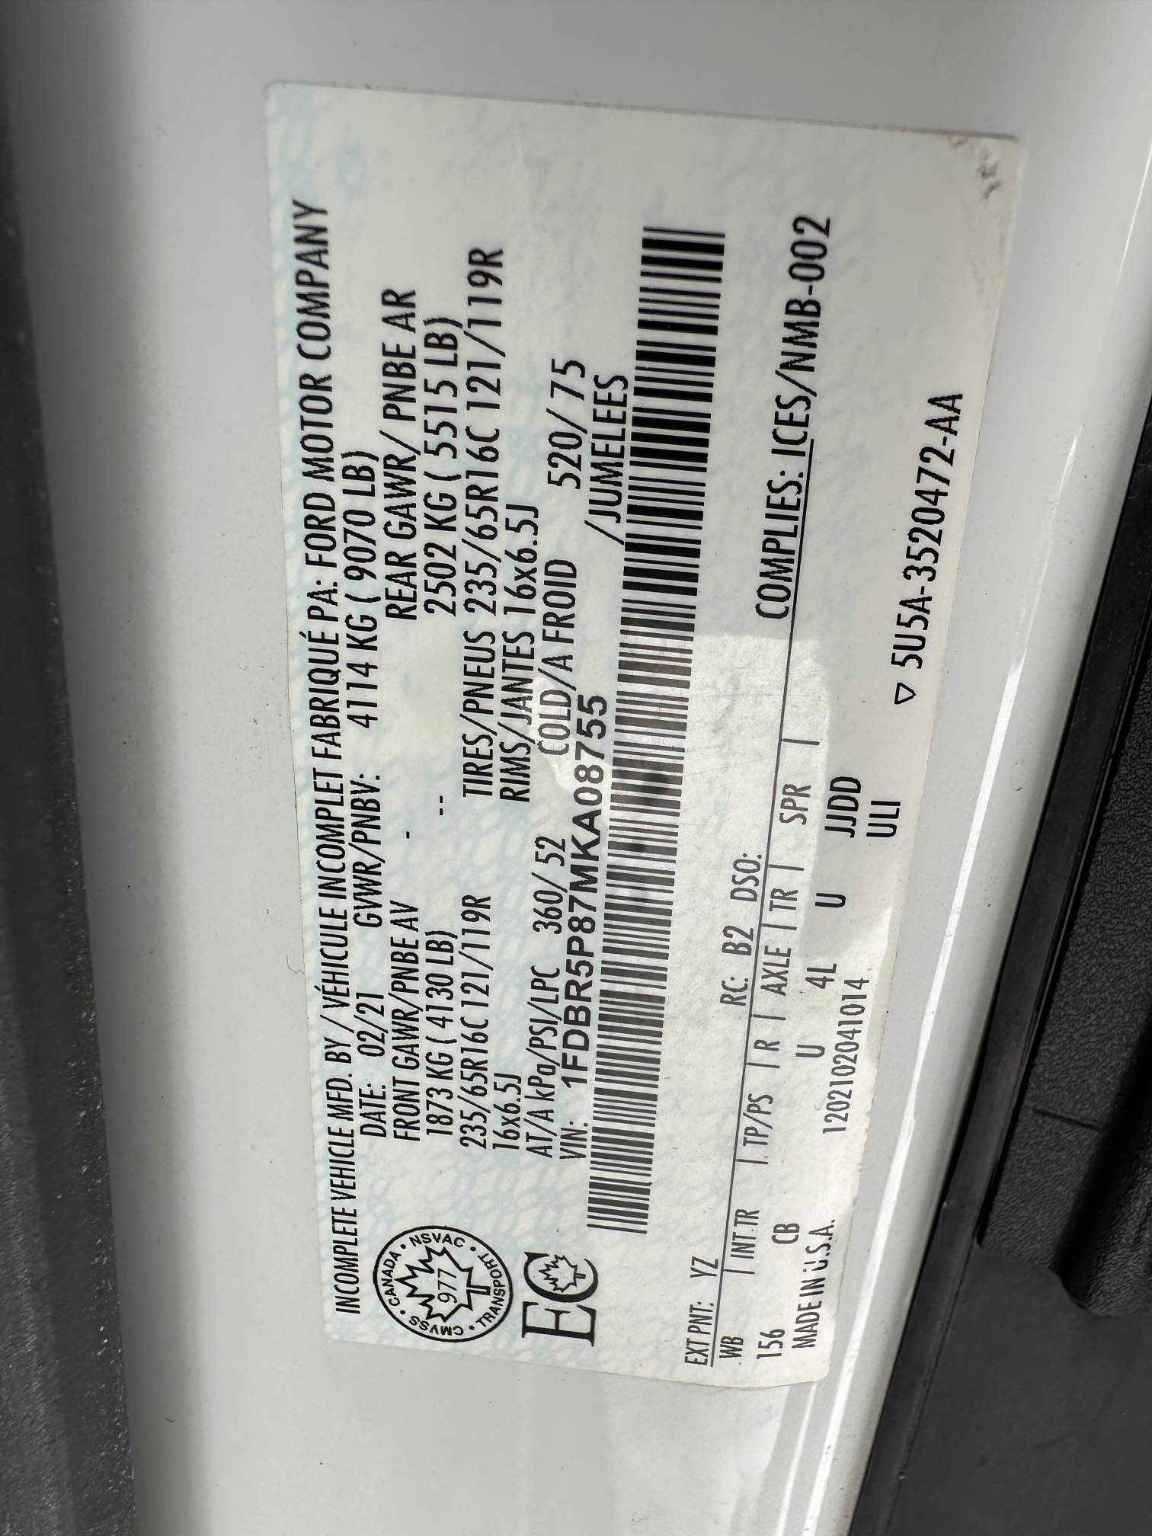 INCOMPLETE VEHICLE MFD. BY / VÉHICULE INCOMPLET FABRIQUÉ PA: FORD MOTOR COMPANY
DATE: 02/21 GVWR/PNBV: 4114 KG ( 9070 LB)
FRONT GAWR/PNBE AV - REAR GAWR/ PNBE AR
1873 KG ( 4130 LB) -- 2502 KG ( 5515 LB)
235/65R16C 121/119R TIRES/PNEUS 235/65R16C 121/119R
16x6.5J RIMS/JANTES 16x6.5J
AT/A kPa/PSI/LPC 360/ 52 COLD/A FROID 520/ 75
VIN: 1FDBR5P87MKA08755 /JUMELEES
CANADA • NSVAC • TRANSPORT • CMVSS •
977
EC
EXT PNT: YZ RC: B2 DSO: COMPLIES: ICES/NMB-002
WB | INT TR | TP/PS | R | AXLE | TR | SPR |
156 CB U 4L U JJDD
MADE IN U.S.A. 1202102041014 ULI
▽ 5U5A-3520472-AA